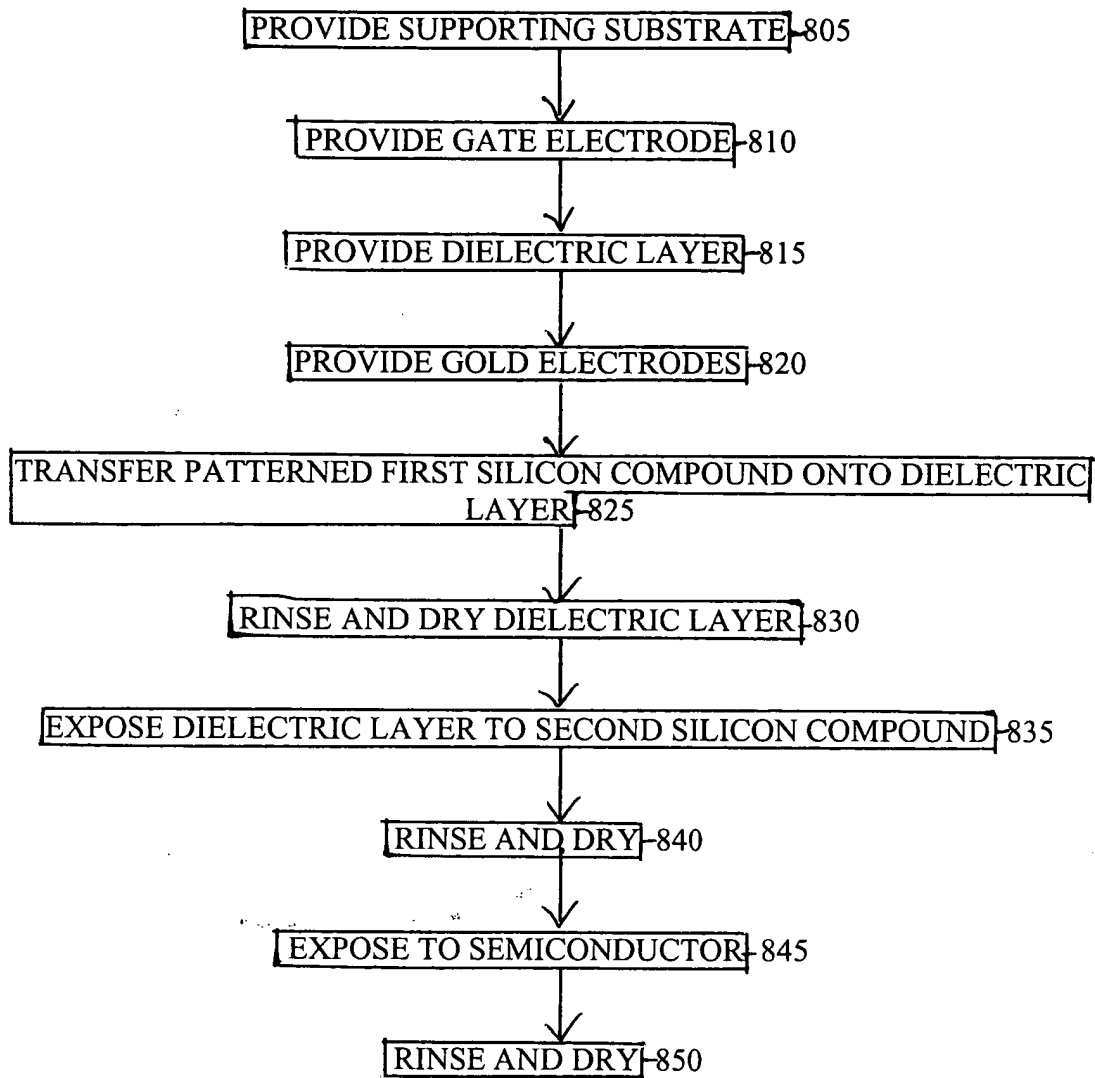 PROVIDE SUPPORTING SUBSTRATE 805
PROVIDE GATE ELECTRODE 810
PROVIDE DIELECTRIC LAYER 815
PROVIDE GOLD ELECTRODES 820
TRANSFER PATTERNED FIRST SILICON COMPOUND ONTO DIELECTRIC
LAYER 825
RINSE AND DRY DIELECTRIC LAYER 830
EXPOSE DIELECTRIC LAYER TO SECOND SILICON COMPOUND 835
RINSE AND DRY 840
EXPOSE TO SEMICONDUCTOR 845
RINSE AND DRY 850